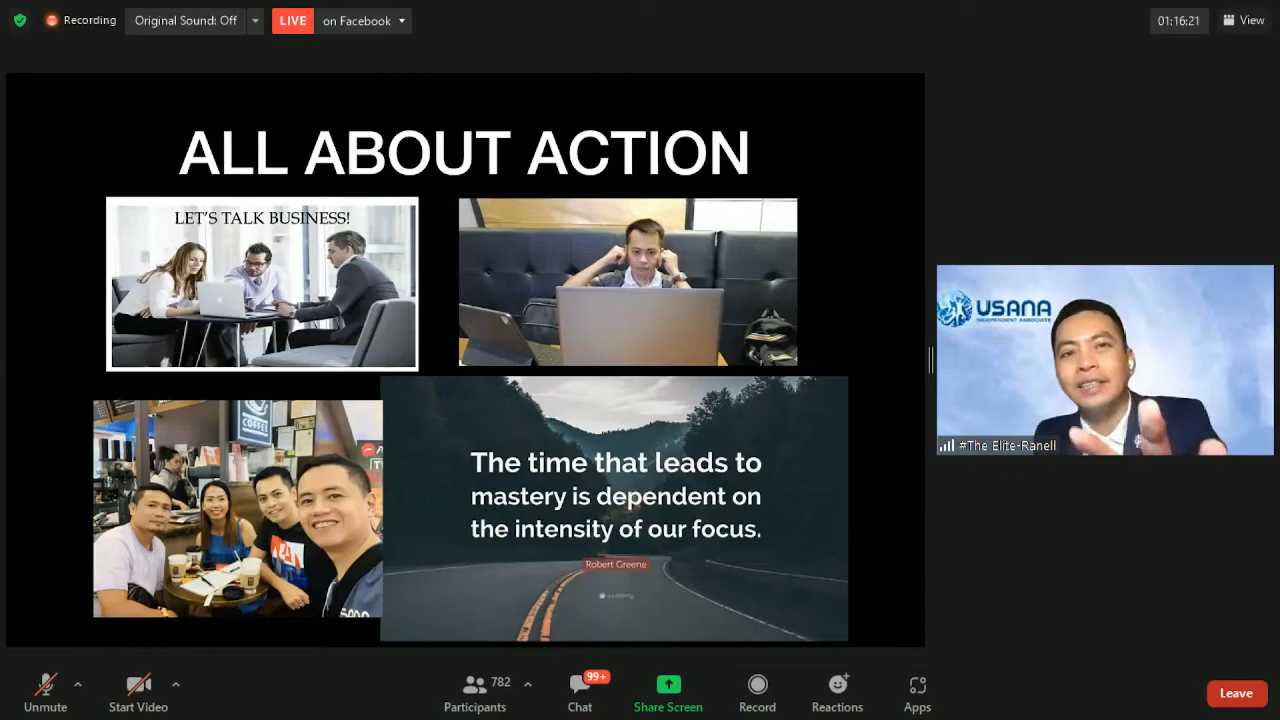 Recording
Original Sound: Off
LIVE on Facebook
01:16:21
View
ALL ABOUT ACTION
LET'S TALK BUSINESS!
COFFEE
The time that leads to
mastery is dependent on
the intensity of our focus.
Robert Greene
USANA
INDEPENDENT ASSOCIATE
#The Elite-Ranell
Unmute
Start Video
782
Participants
99+
Chat
Share Screen
Record
Reactions
Apps
Leave